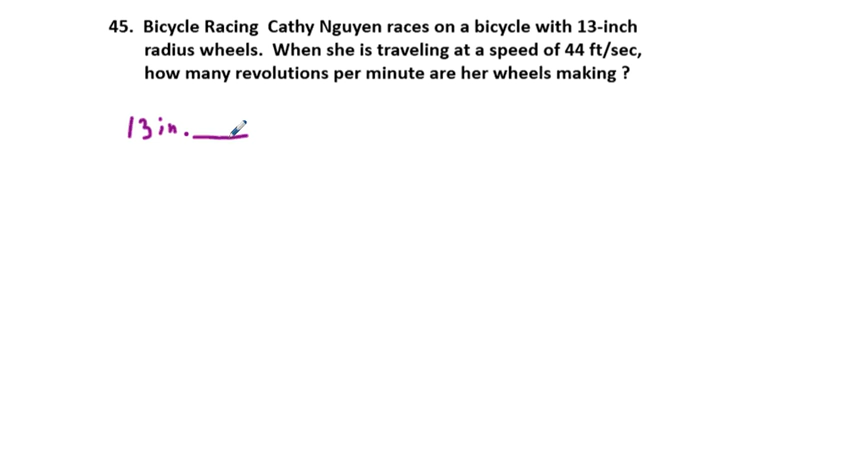 45. Bicycle Racing Cathy Nguyen races on a bicycle with 13-inch
radius wheels. When she is traveling at a speed of 44 ft/sec,
how many revolutions per minute are her wheels making ?
13 in.